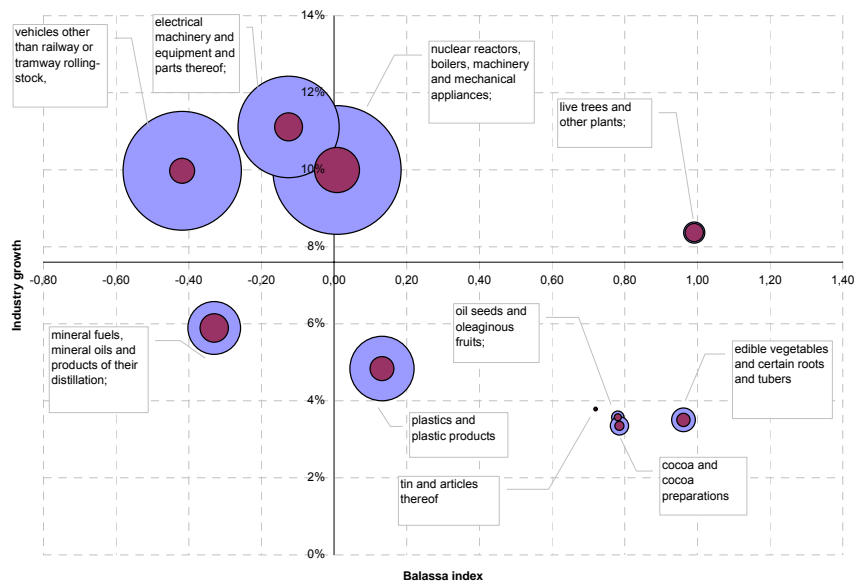 14%
vehicles other
than railway or
tramway rolling-
stock,
electrical
machinery and
equipment and
parts thereof;
nuclear reactors,
boilers, machinery
and mechanical
appliances;
live trees and
other plants;
12%
10%
8%
-0,80
-0,60
-0,40
-0,20
0,00
0,20
0,40
0,60
0,80
1,00
1,20
1,40
Industry growth
6%
mineral fuels,
mineral oils and
products of their
distillation;
oil seeds and
oleaginous
fruits;
edible vegetables
and certain roots
and tubers
4%
plastics and
plastic products
tin and articles
thereof
cocoa and
cocoa
preparations
2%
0%
Balassa index